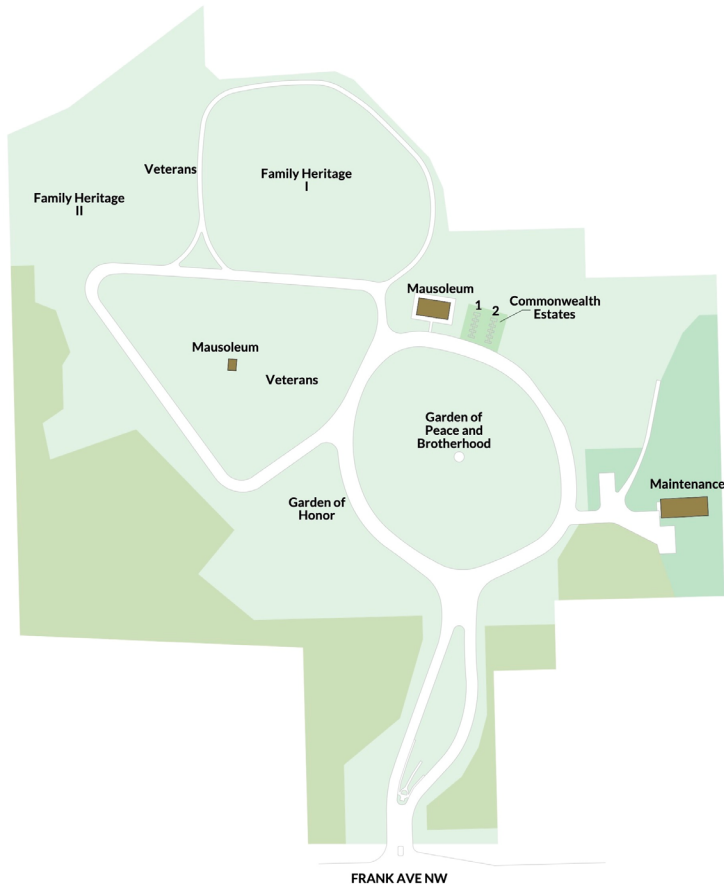 Veterans
Family Heritage
I
Family Heritage
II
Mausoleum
1
2
Commonwealth
Estates
Mausoleum
Veterans
Garden of
Peace and
Brotherhood
Maintenance
Garden of
Honor
FRANK AVE NW